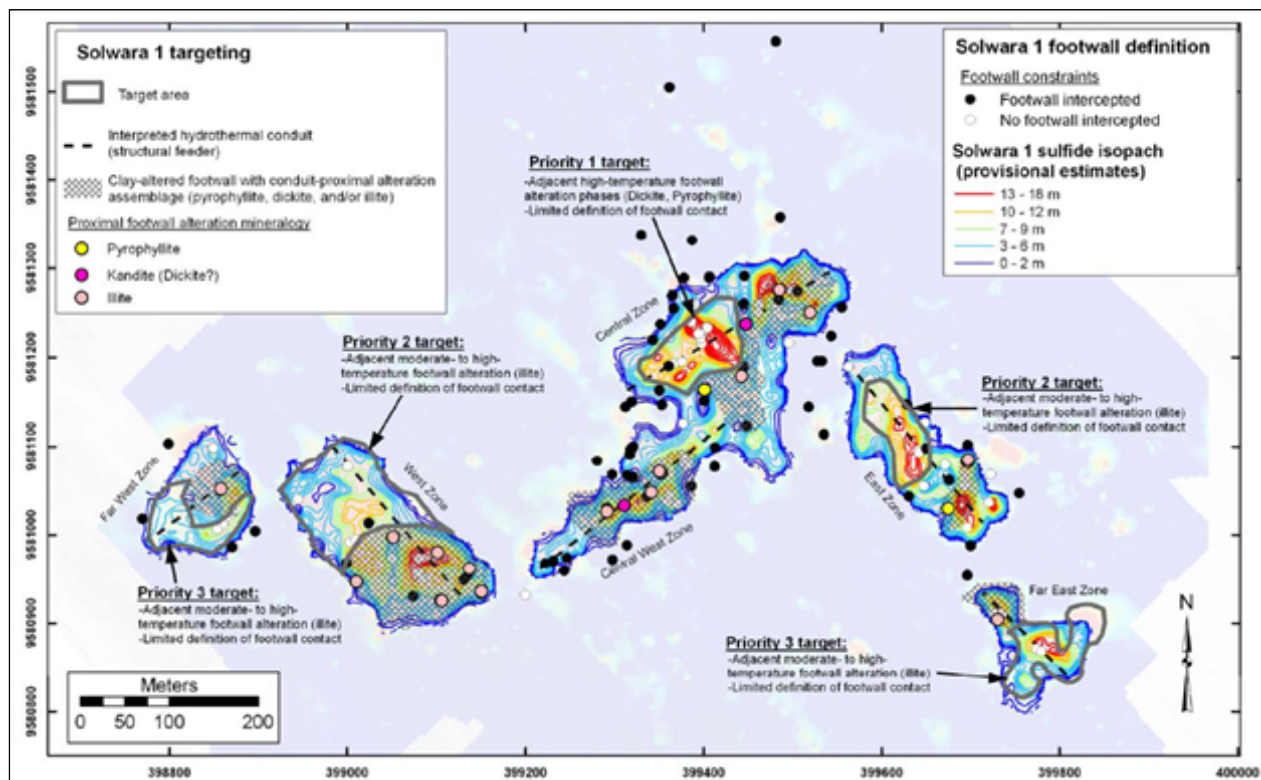 Solwara 1 targeting
Target area
Interpreted hydrothermal conduit
(structural feeder)
Clay-altered footwall with conduit-proximal alteration
assemblage (pyrophyllite, dickite, and/or illite)
Proximal footwall alteration mineralogy
Pyrophyllite
Kandite (Dickite?)
Illite
Solwara 1 footwall definition
Footwall constraints
Footwall intercepted
No footwall intercepted
Solwara 1 sulfide isopach
(provisional estimates)
13 - 18 m
10 - 12 m
7 - 9 m
3 - 6 m
0 - 2 m
Priority 1 target:
-Adjacent high-temperature footwall
alteration phases (Dickite, Pyrophyllite)
-Limited definition of footwall contact
Central Zone
Priority 2 target:
-Adjacent moderate- to high-
temperature footwall alteration (illite)
-Limited definition of footwall contact
Priority 2 target:
-Adjacent moderate- to high-
temperature footwall alteration (illite)
-Limited definition of footwall contact
Far West Zone
West Zone
East Zone
Central West Zone
Priority 3 target:
-Adjacent moderate- to high-
temperature footwall alteration (illite)
-Limited definition of footwall contact
Far East Zone
Priority 3 target:
-Adjacent moderate- to high-
temperature footwall alteration (illite)
-Limited definition of footwall contact
N
Meters
0 50 100 200
9581500
9581400
9581300
9581200
9581100
9581000
9580900
9580800
398800 399000 399200 399400 399600 399800 400000